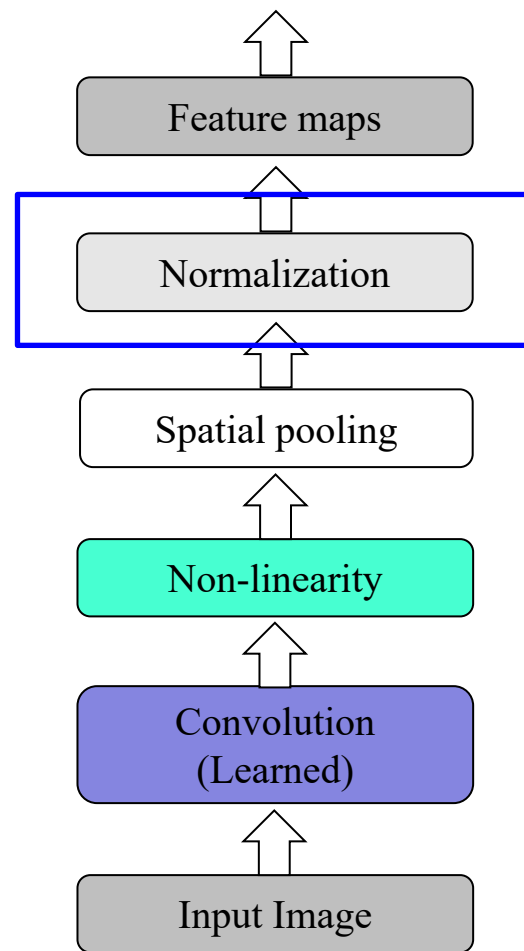 Feature maps
Normalization
Spatial pooling
Non-linearity
Convolution
(Learned)
Input Image